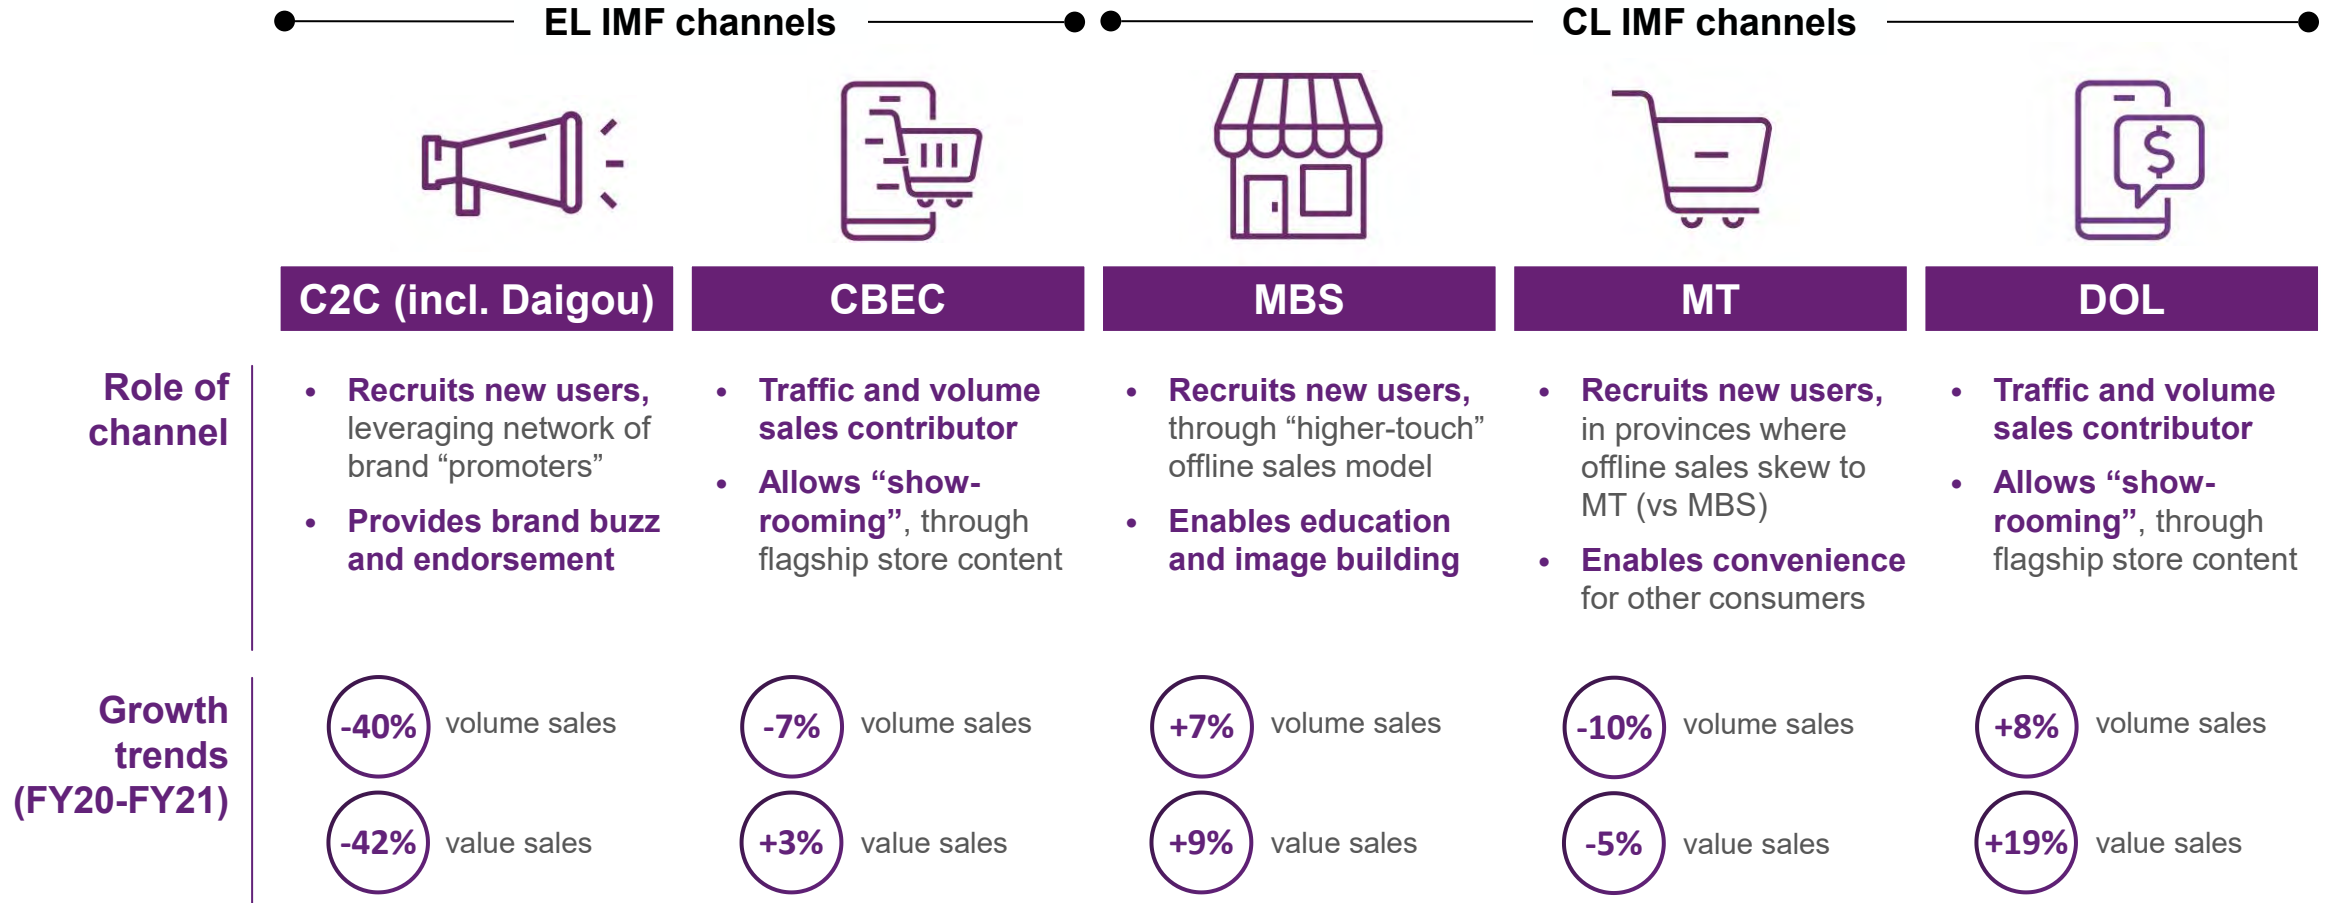 EL IMF channels
CL IMF channels
$
C2C (incl. Daigou)
CBEC
MBS
MT
DOL
Role of
channel
• Recruits new users,
leveraging network of
brand “promoters”
• Provides brand buzz
and endorsement
• Traffic and volume
sales contributor
• Allows “show-
rooming”, through
flagship store content
• Recruits new users,
through “higher-touch”
offline sales model
• Enables education
and image building
• Recruits new users,
in provinces where
offline sales skew to
MT (vs MBS)
• Enables convenience
for other consumers
• Traffic and volume
sales contributor
• Allows “show-
rooming”, through
flagship store content
Growth
trends
(FY20-FY21)
-40% volume sales
-7% volume sales
+7% volume sales
-10% volume sales
+8% volume sales
-42% value sales
+3% value sales
+9% value sales
-5% value sales
+19% value sales